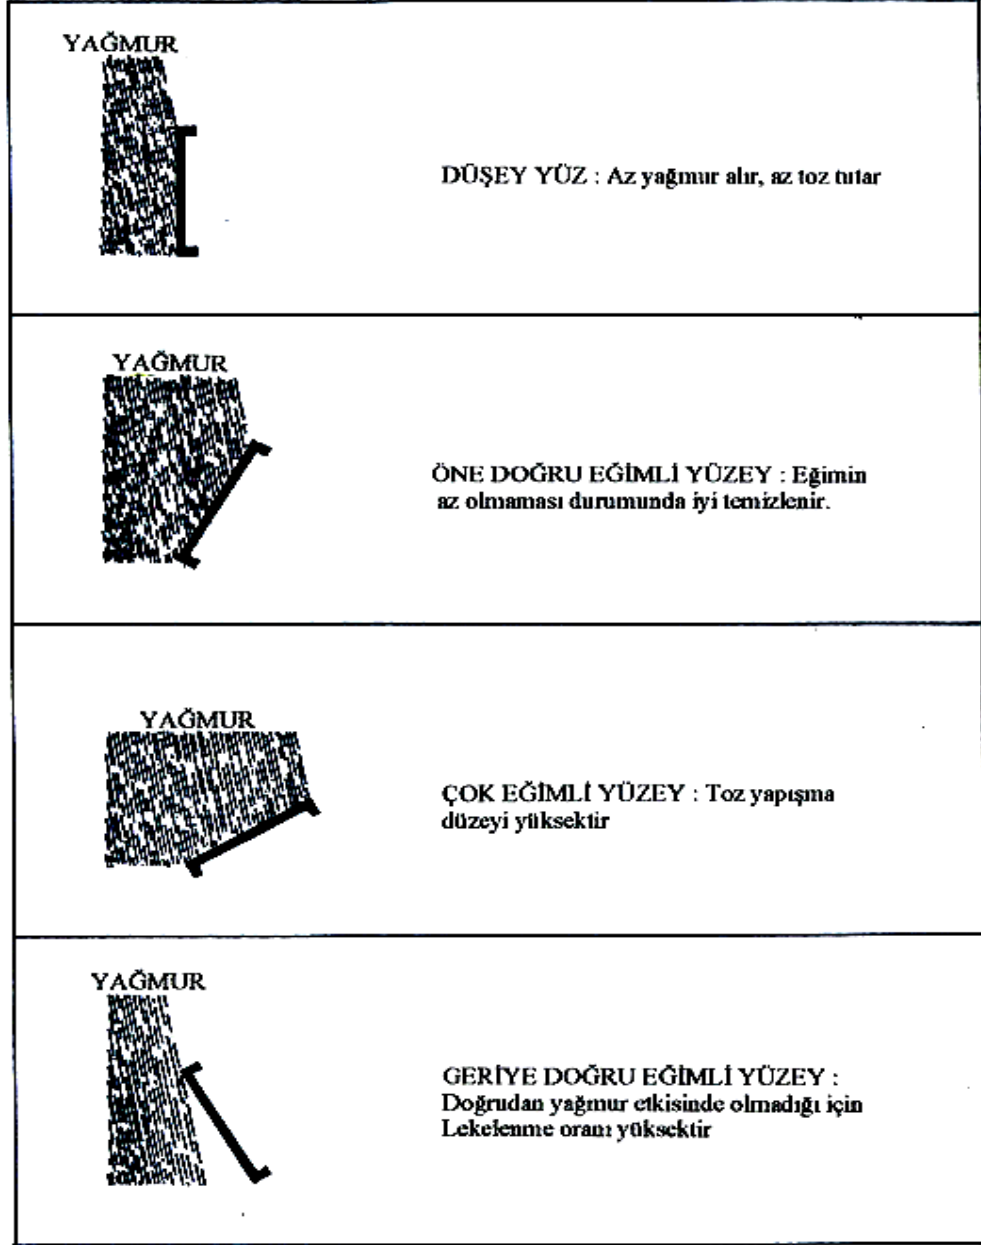 YAĞMUR
DÜŞEY YÜZ : Az yağmur alır, az toz tutar
YAĞMUR
ÖNE DOĞRU EĞİMLİ YÜZEY : Eğimin
az olmaması durumunda iyi temizlenir.
YAĞMUR
ÇOK EĞİMLİ YÜZEY : Toz yapışma
düzeyi yüksektir
YAĞMUR
GERİYE DOĞRU EĞİMLİ YÜZEY :
Doğrudan yağmur etkisinde olmadığı için
Lekelenme oranı yüksektir